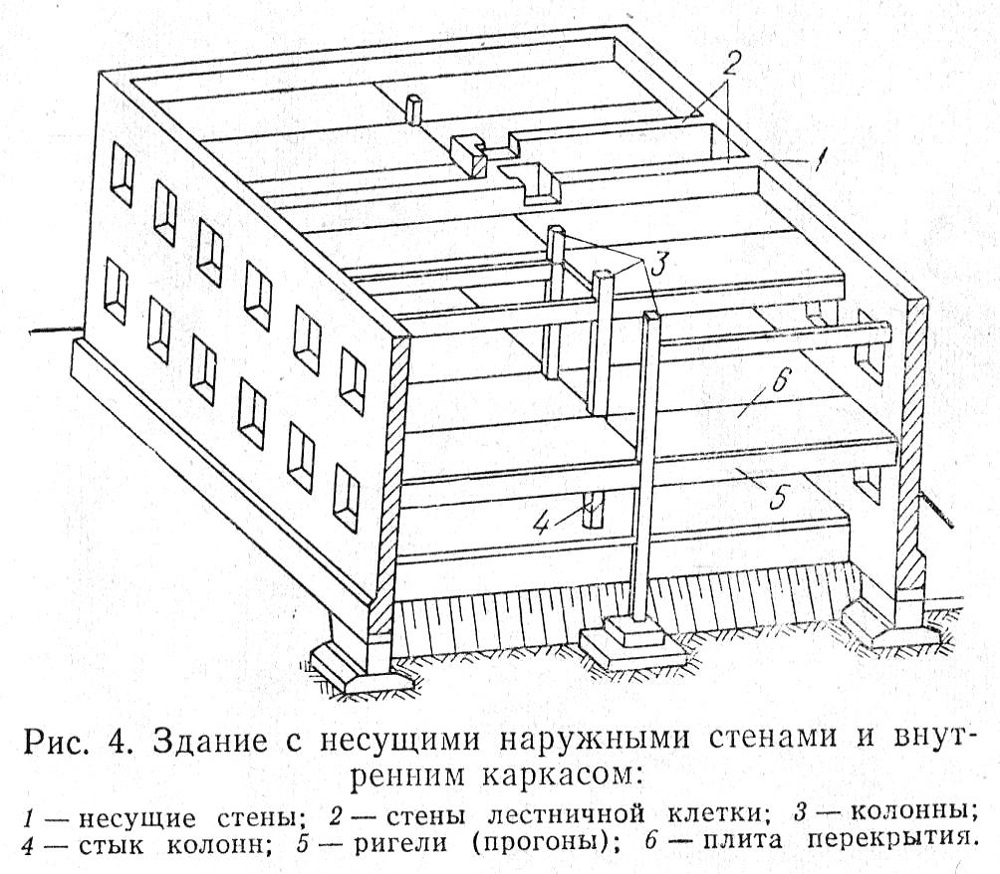 2
1
3
6
5
4
Рис. 4. Здание с несущими наружными стенами и внут-
ренним каркасом:
1 — несущие стены; 2 — стены лестничной клетки; 3 — колонны;
4 — стык колонн; 5 — ригели (прогоны); 6 — плита перекрытия.